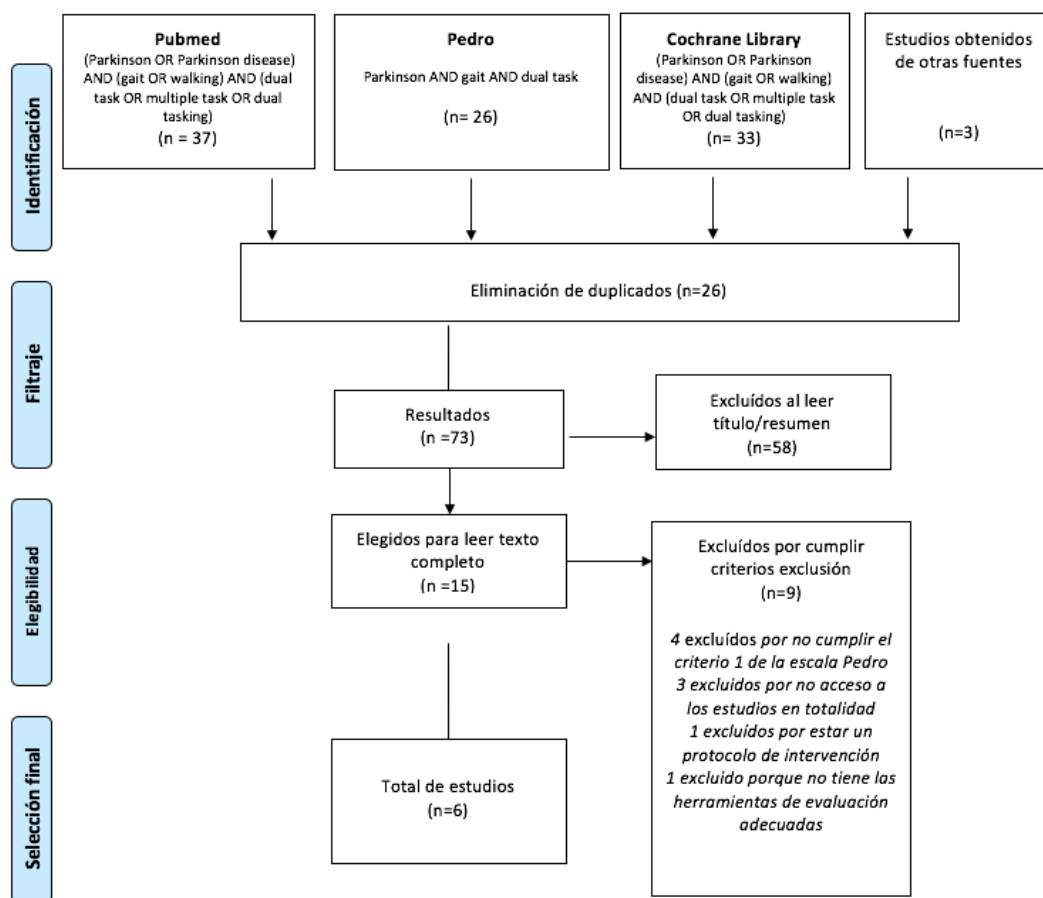 Identificación
Pubmed
(Parkinson OR Parkinson disease)
AND (gait OR walking) AND (dual
task OR multiple task OR dual
tasking)
(n = 37)
Pedro
Parkinson AND gait AND dual task
(n= 26)
Cochrane Library
(Parkinson OR Parkinson
disease) AND (gait OR walking)
AND (dual task OR multiple task
OR dual tasking)
(n= 33)
Estudios obtenidos
de otras fuentes
(n=3)
Eliminación de duplicados (n=26)
Filtraje
Resultados
(n =73)
Excluídos al leer
título/resumen
(n=58)
Elegibilidad
Elegidos para leer texto
completo
(n =15)
Excluídos por cumplir
criterios exclusión
(n=9)
4 excluídos por no cumplir el
criterio 1 de la escala Pedro
3 excluidos por no acceso a
los estudios en totalidad
1 excluídos por estar un
protocolo de intervención
1 excluido porque no tiene las
herramientas de evaluación
adecuadas
Selección final
Total de estudios
(n=6)